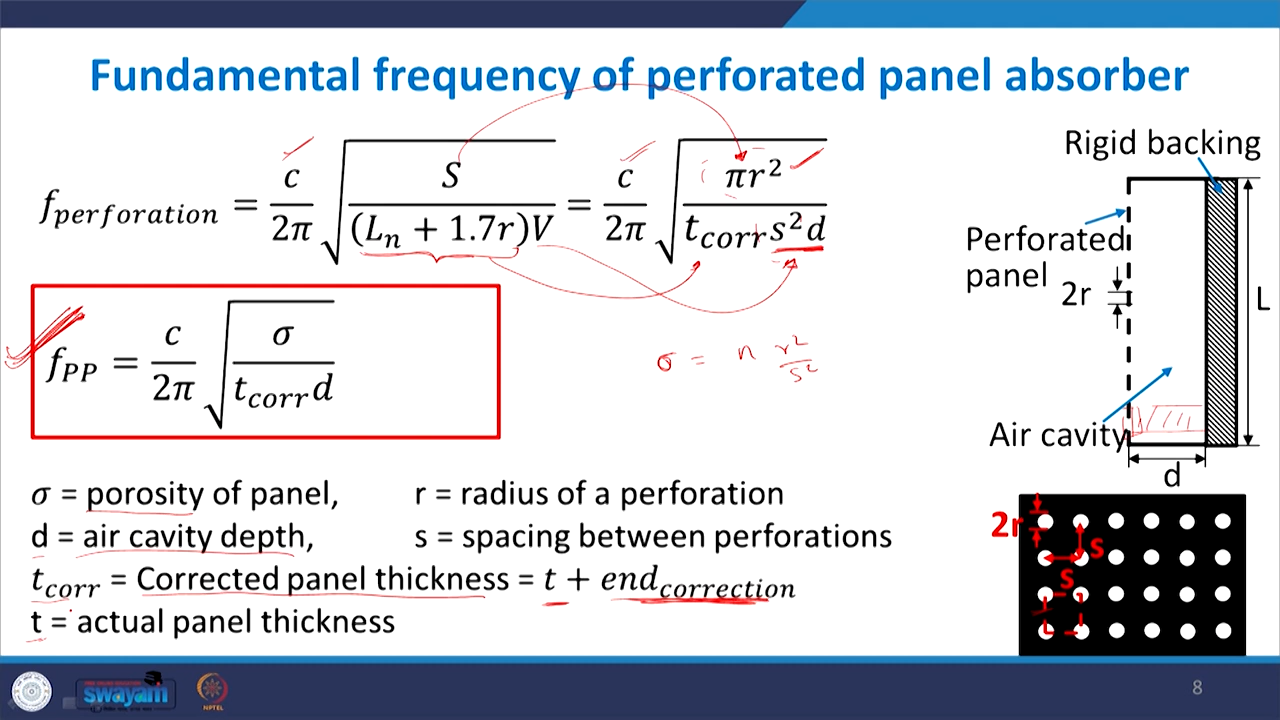 Fundamental frequency of perforated panel absorber
f_perforation = c/2π √(S/((L_n + 1.7r)V)) = c/2π √(πr²/(t_corr s²d))
f_PP = c/2π √(σ/(t_corr d))
σ = n r²/s²
σ = porosity of panel, r = radius of a perforation
d = air cavity depth, s = spacing between perforations
t_corr = Corrected panel thickness = t + end_correction
t = actual panel thickness
Rigid backing
Perforated
panel
2r
L
Air cavity
d
2r
s
s
swayam
NPTEL
8